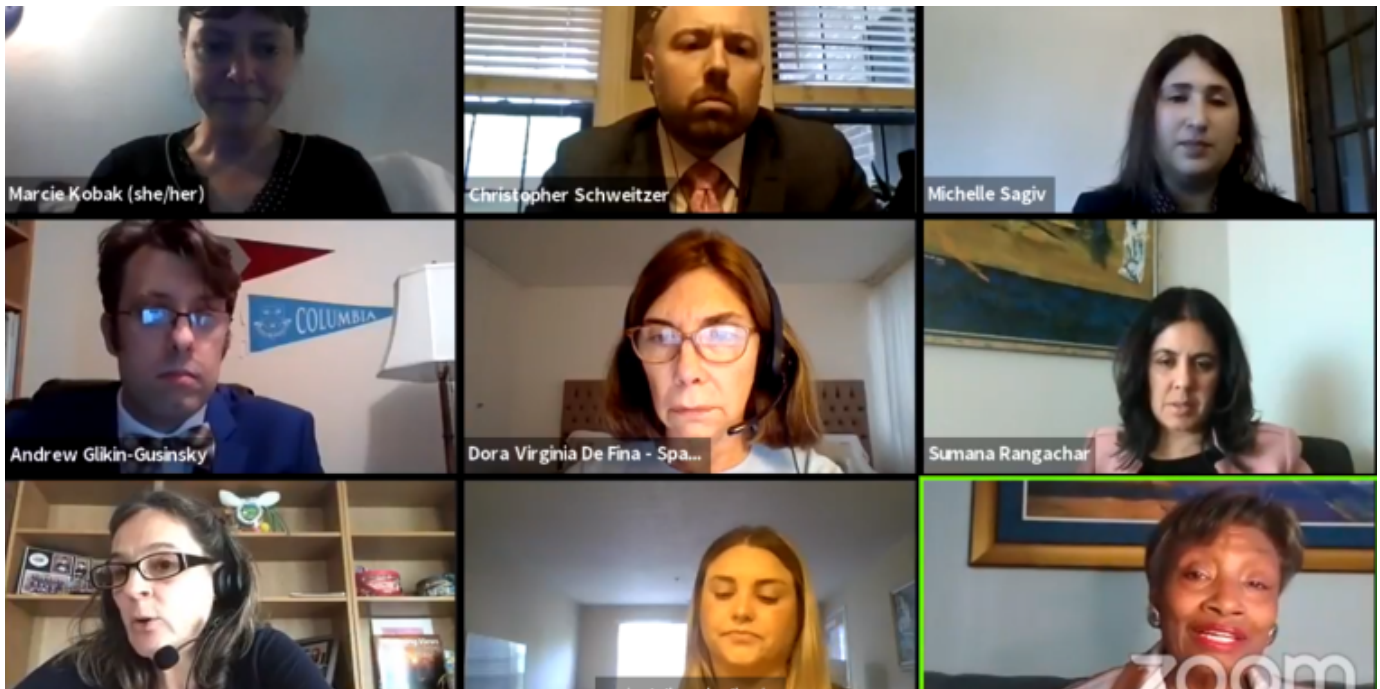 Marcie Kobak (she/her)
Christopher Schweitzer
Michelle Sagiv
COLUMBIA
Andrew Glikin-Gusinsky
Dora Virginia De Fina - Spa...
Sumana Rangachar
zoom